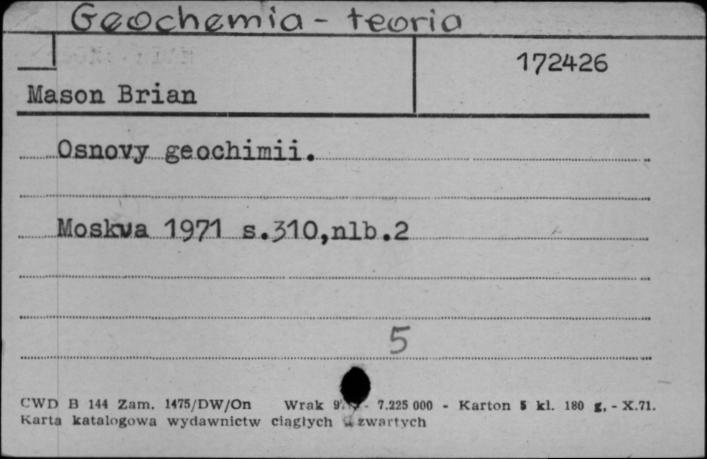 Geochemia - teoria
172426
Mason Brian
Osnovy geochimii.
Moskva 1971 s.310,nlb.2
5
CWD B 144 Zam. 1475/DW/On Wrak - 7.225 000 - Karton 5 kl. 180 g. - X.71.
Karta katalogowa wydawnictw ciągłych zwartych